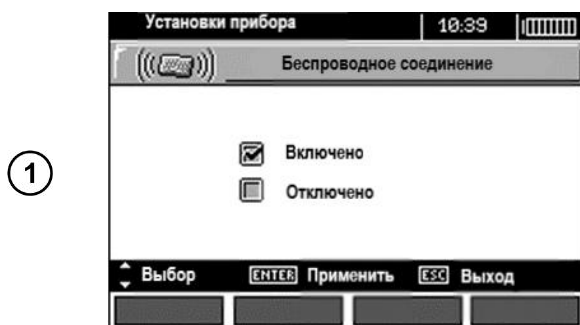 Установки прибора 10:39
Беспроводное соединение
1
Включено
Отключено
Выбор ENTER Применить ESC Выход